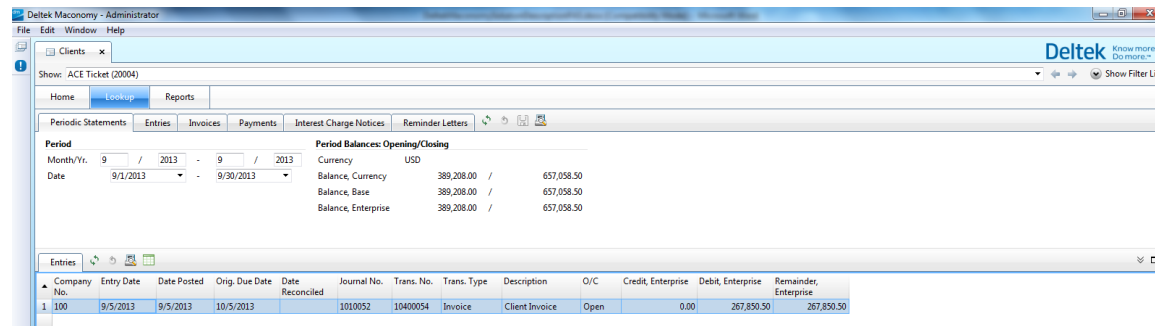 Deltek Maconomy - Administrator
File Edit Window Help
Clients
Deltek Know more. Do more.™
Show: ACE Ticket (20004)
Show Filter Li
Home Lookup Reports
Periodic Statements Entries Invoices Payments Interest Charge Notices Reminder Letters
Period Period Balances: Opening/Closing
Month/Yr. 9 / 2013 - 9 / 2013 Currency USD
Date 9/1/2013 - 9/30/2013 Balance, Currency 389,208.00 / 657,058.50
Balance, Base 389,208.00 / 657,058.50
Balance, Enterprise 389,208.00 / 657,058.50
Entries
Company No. Entry Date Date Posted Orig. Due Date Date Reconciled Journal No. Trans. No. Trans. Type Description O/C Credit, Enterprise Debit, Enterprise Remainder, Enterprise
1 100 9/5/2013 9/5/2013 10/5/2013 1010052 10400054 Invoice Client Invoice Open 0.00 267,850.50 267,850.50